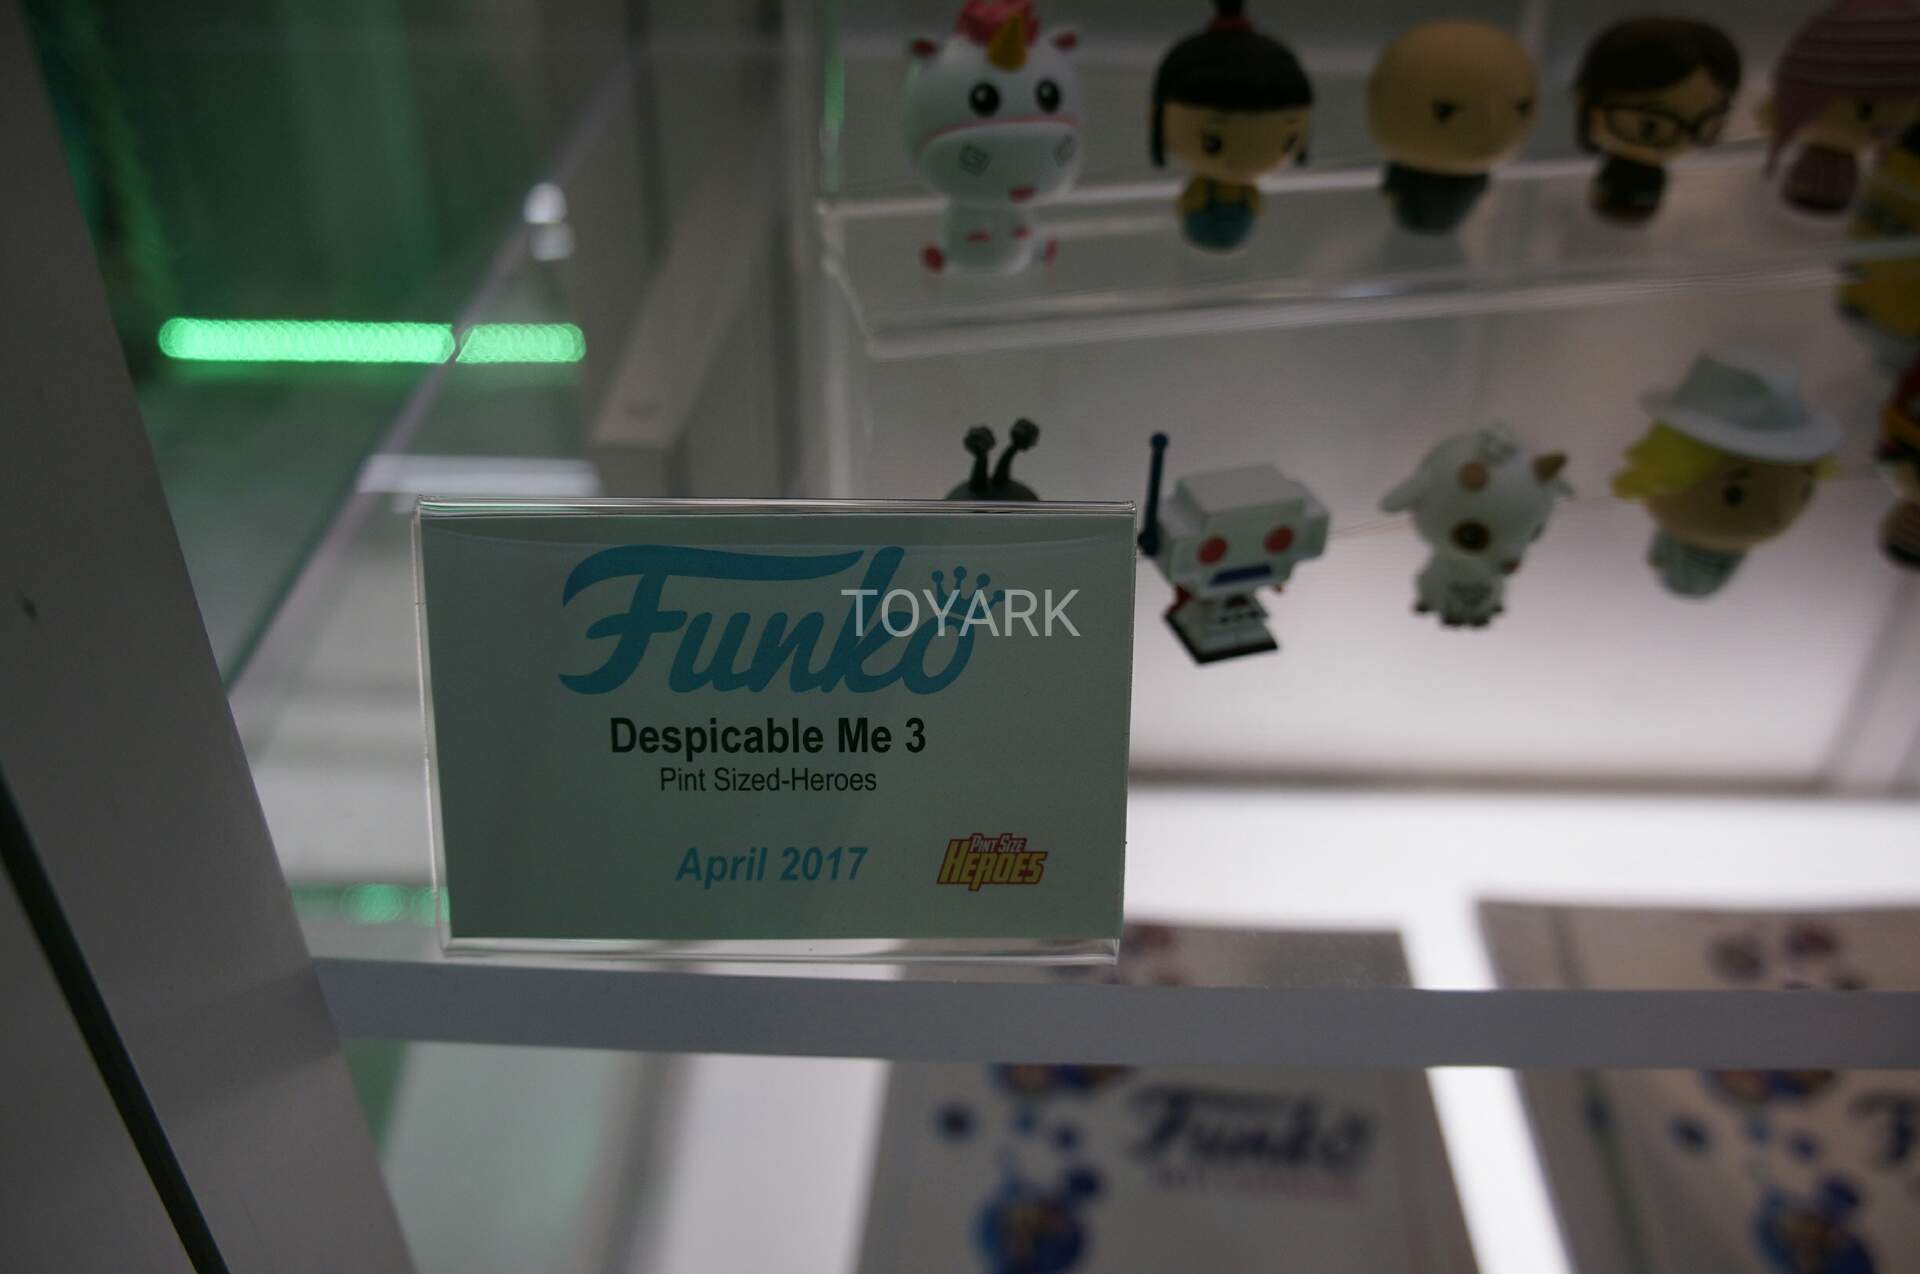 Funko
TOYARK
Despicable Me 3
Pint Sized-Heroes
April 2017
PINT SIZE
HEROES
Funko